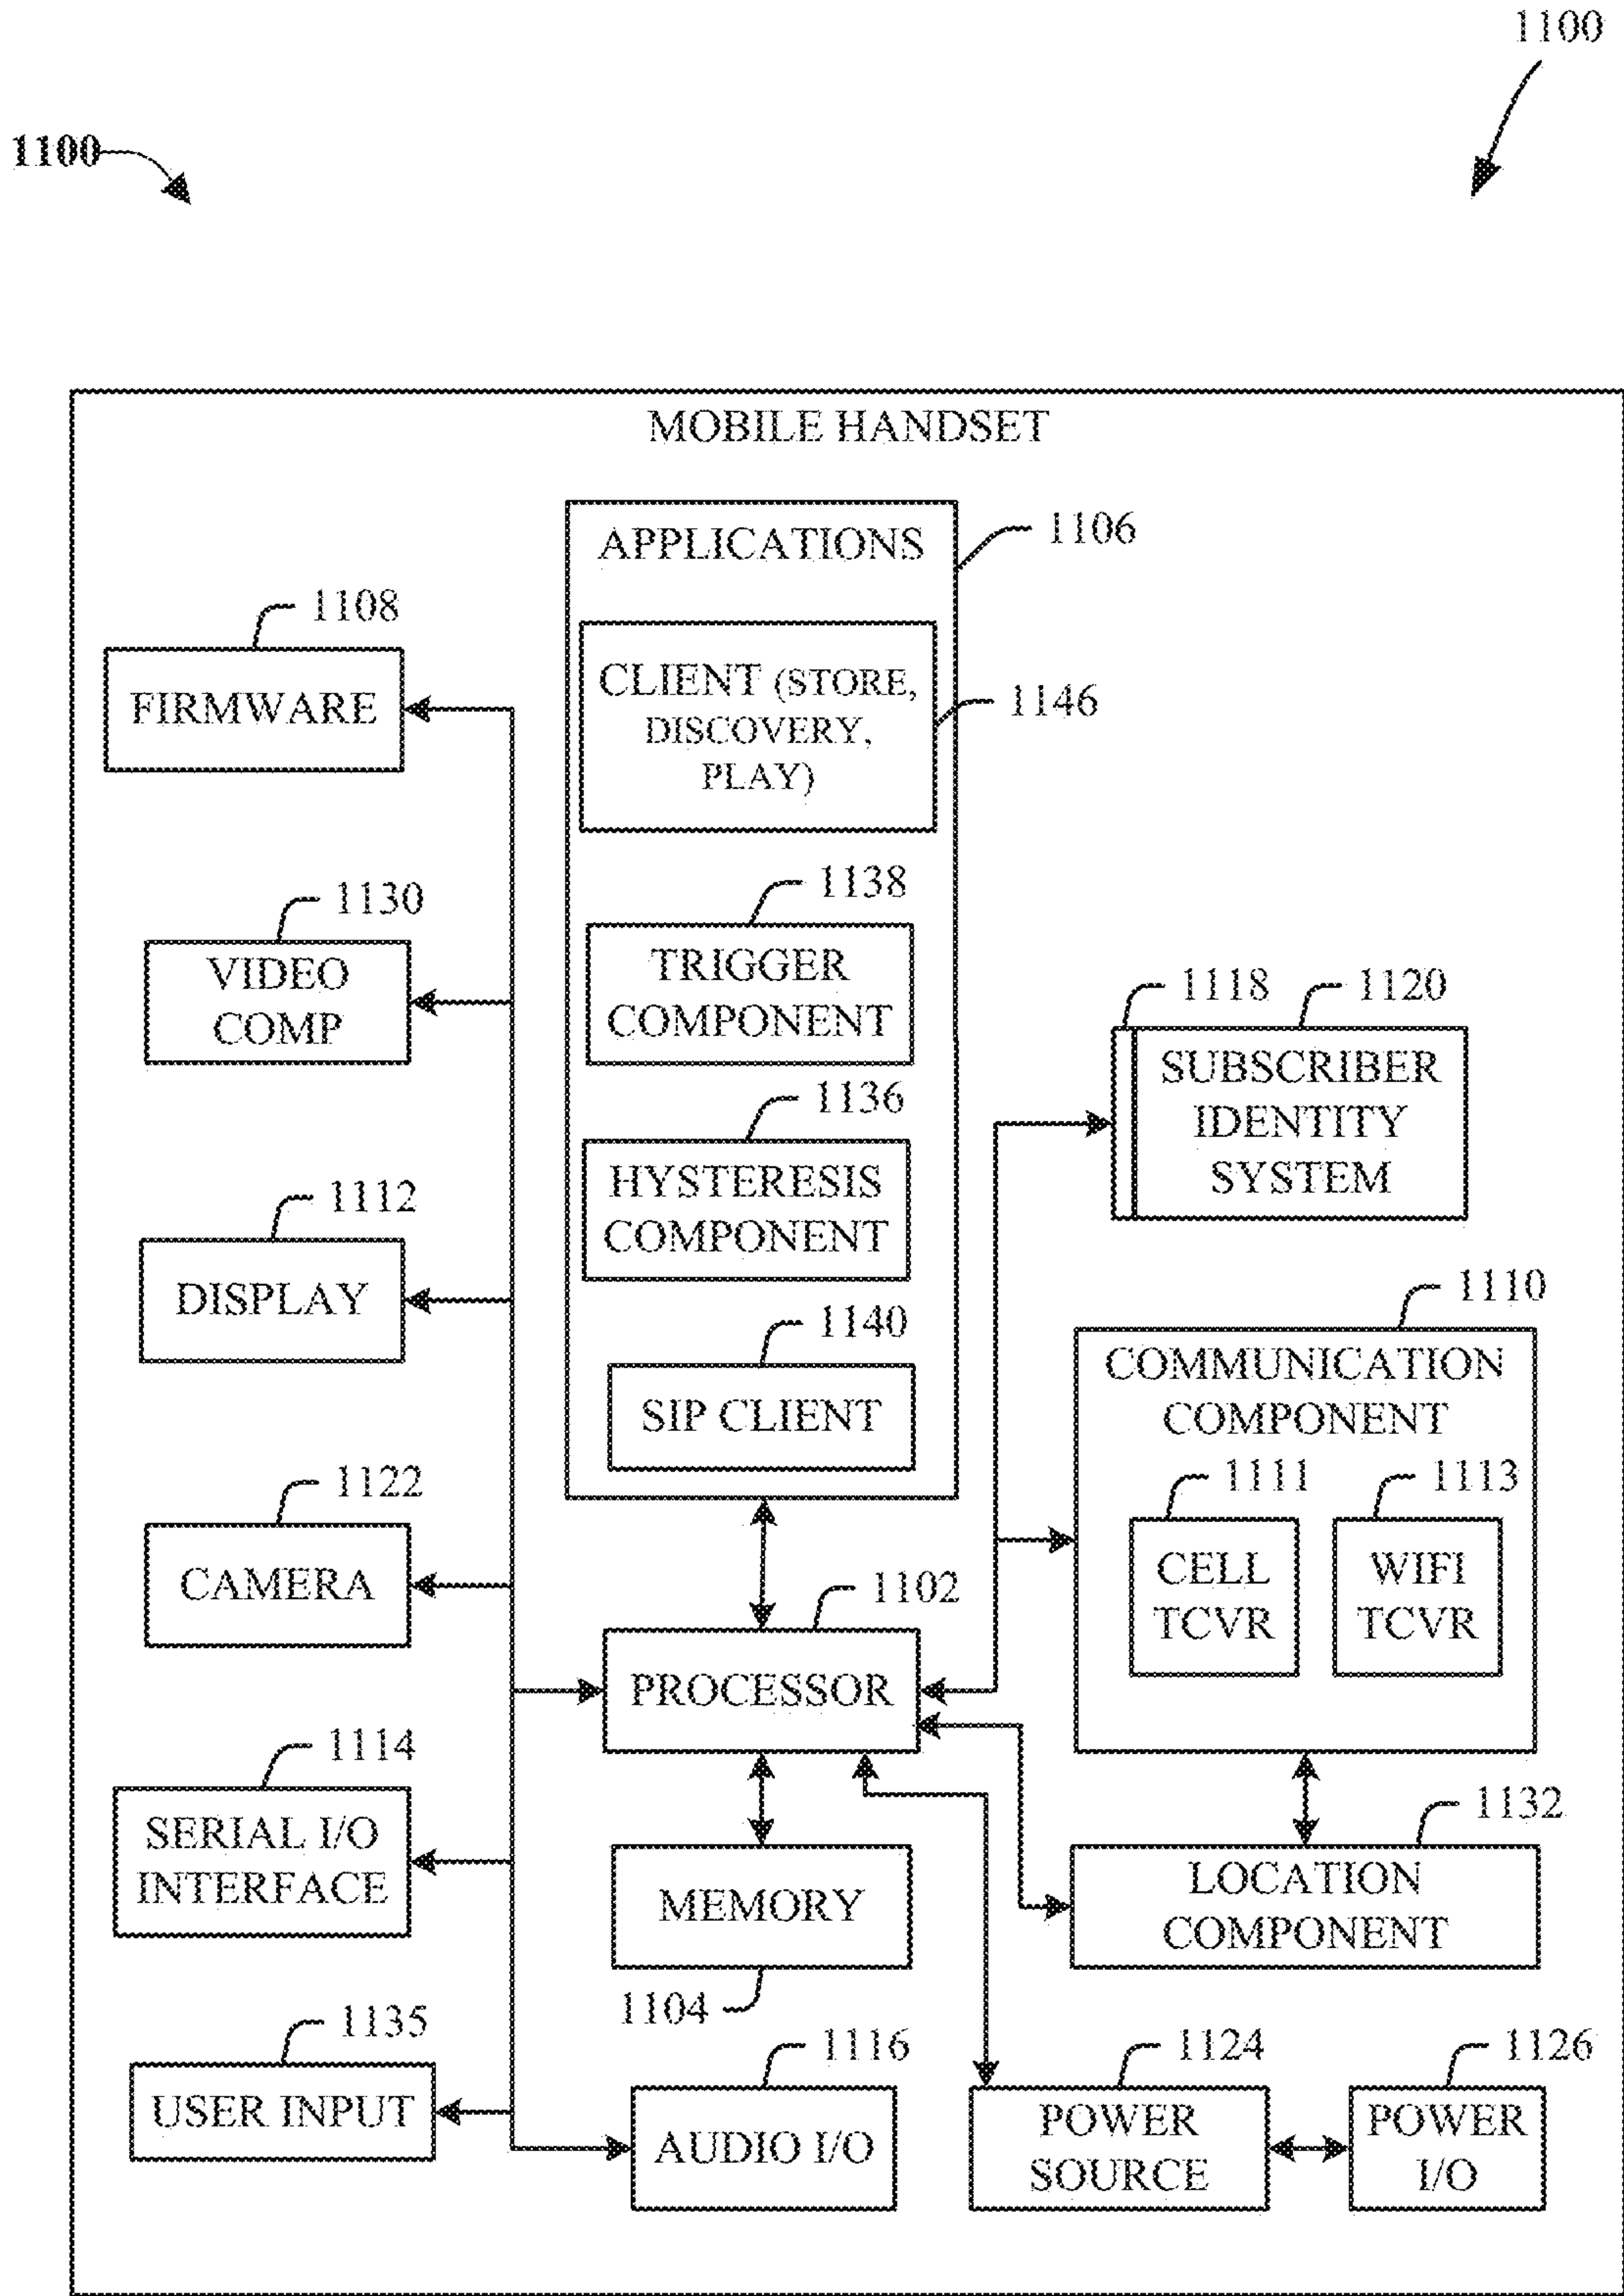 1100
1100
MOBILE HANDSET
APPLICATIONS
1106
CLIENT (STORE,
DISCOVERY,
PLAY)
1146
1108
FIRMWARE
1138
TRIGGER
COMPONENT
1130
VIDEO
COMP
1118
1120
SUBSCRIBER
IDENTITY
SYSTEM
1136
HYSTERESIS
COMPONENT
1112
DISPLAY
1140
SIP CLIENT
1110
COMMUNICATION
COMPONENT
1111
CELL
TCVR
1113
WIFI
TCVR
1122
CAMERA
1102
PROCESSOR
1114
SERIAL I/O
INTERFACE
MEMORY
1104
1132
LOCATION
COMPONENT
1135
USER INPUT
1116
AUDIO I/O
1124
POWER
SOURCE
1126
POWER
I/O